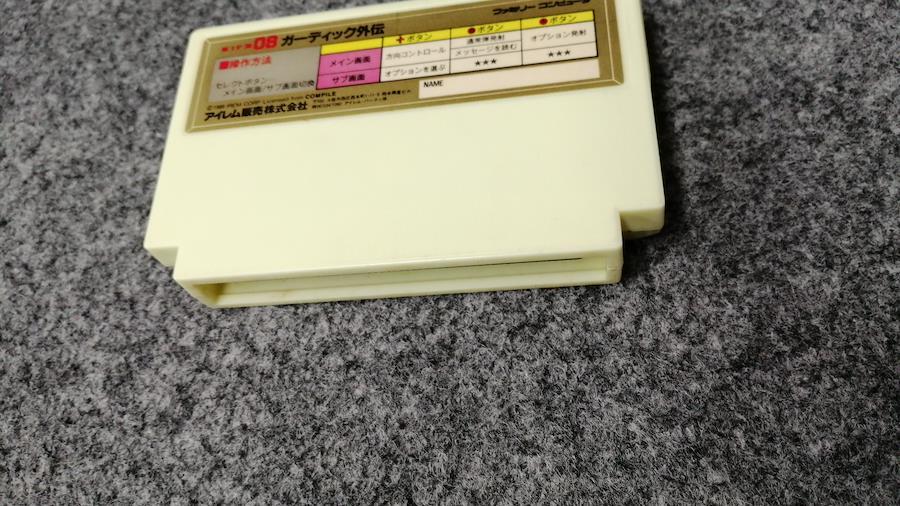 ファミリー コンピュータ
08 ガーディック外伝
■操作方法
セレクトボタン
メイン画面/サブ画面切換
+ボタン ●ボタン ●ボタン
メイン画面 方向コントロール 通常弾発射 メッセージを読む オプション発射
サブ画面 オプションを選ぶ ★★★ ★★★
NAME
IREM CORP. Licensed from COMPILE
アイレム販売株式会社